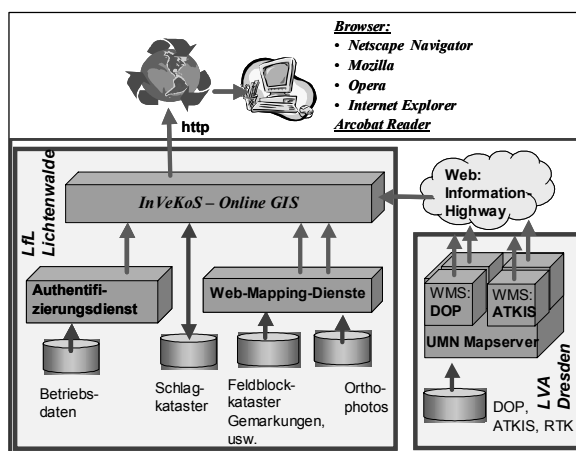 Browser:
• Netscape Navigator
• Mozilla
• Opera
• Internet Explorer
Arcobat Reader
http
LfL
Lichtenwalde
InVeKoS – Online GIS
Web:
Information-
Highway
Authentifi-
zierungsdienst
Web-Mapping-Dienste
WMS:
DOP
WMS:
ATKIS
UMN Mapserver
Betriebs-
daten
Schlag-
kataster
Feldblock-
kataster
Gemarkungen,
usw.
Ortho-
photos
DOP,
ATKIS, RTK
LVA
Dresden